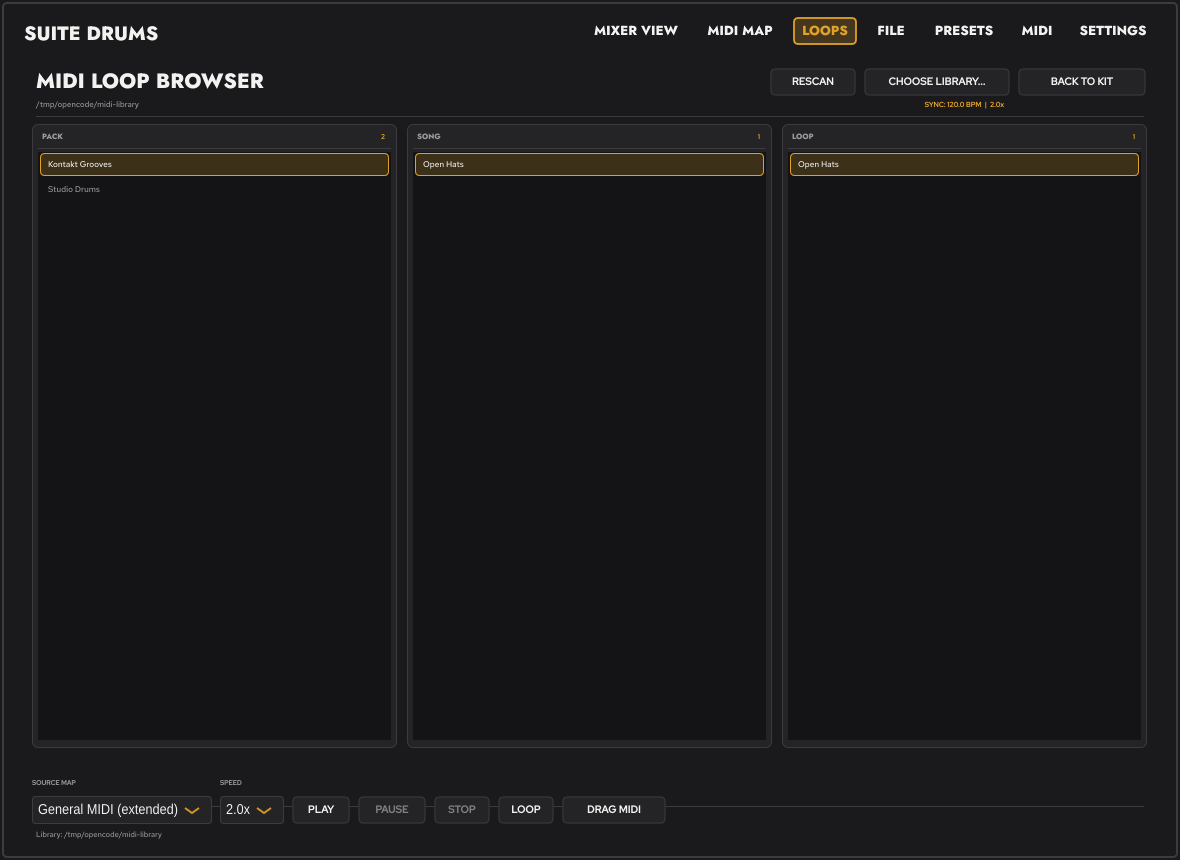 SUITE DRUMS
MIXER VIEW MIDI MAP LOOPS FILE PRESETS MIDI SETTINGS
MIDI LOOP BROWSER
RESCAN CHOOSE LIBRARY... BACK TO KIT
/tmp/opencode/midi-library
SYNC: 120.0 BPM | 2.0x
PACK 2
Kontakt Grooves
Studio Drums
SONG 1
Open Hats
LOOP 1
Open Hats
SOURCE MAP SPEED
General MIDI (extended) 2.0x PLAY PAUSE STOP LOOP DRAG MIDI
Library: /tmp/opencode/midi-library